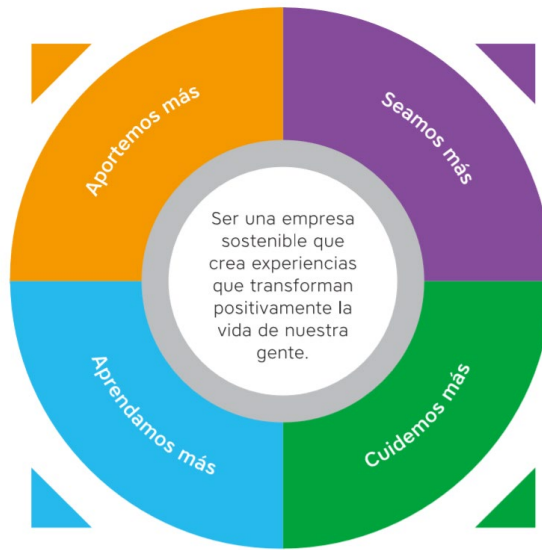 Aportemos más
Seamos más
Ser una empresa
sostenible que
crea experiencias
que transforman
positivamente la
vida de nuestra
gente.
Aprendamos más
Cuidemos más